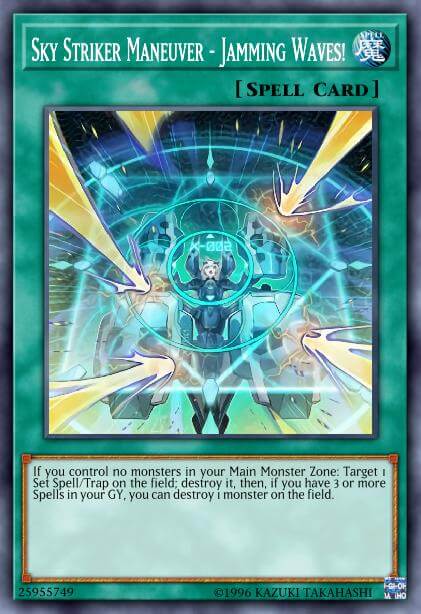 Sky Striker Maneuver - Jamming Waves!
SPELL
魔
[ Spell Card ]
K-002
If you control no monsters in your Main Monster Zone: Target 1
Set Spell/Trap on the field; destroy it, then, if you have 3 or more
Spells in your GY, you can destroy 1 monster on the field.
25955749
©1996 KAZUKI TAKAHASHI